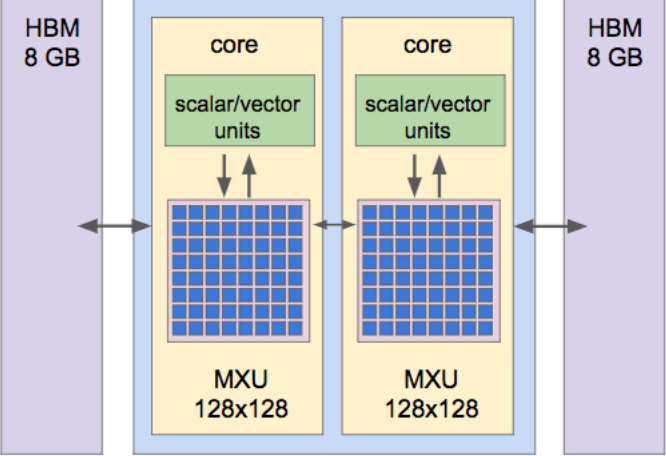 HBM
8 GB
core
scalar/vector
units
MXU
128x128
core
scalar/vector
units
MXU
128x128
HBM
8 GB